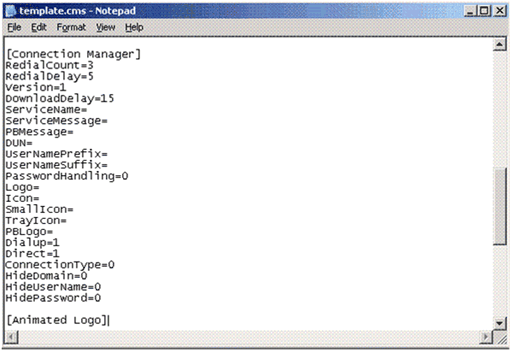 template.cms - Notepad
File Edit Format View Help
[Connection Manager]
RedialCount=3
RedialDelay=5
Version=1
DownloadDelay=15
ServiceName=
ServiceMessage=
PBMessage=
DUN=
UserNamePrefix=
UserNameSuffix=
PasswordHandling=0
Logo=
Icon=
SmallIcon=
TrayIcon=
PBLogo=
Dialup=1
Direct=1
ConnectionType=0
HideDomain=0
HideUserName=0
HidePassword=0
[Animated Logo]